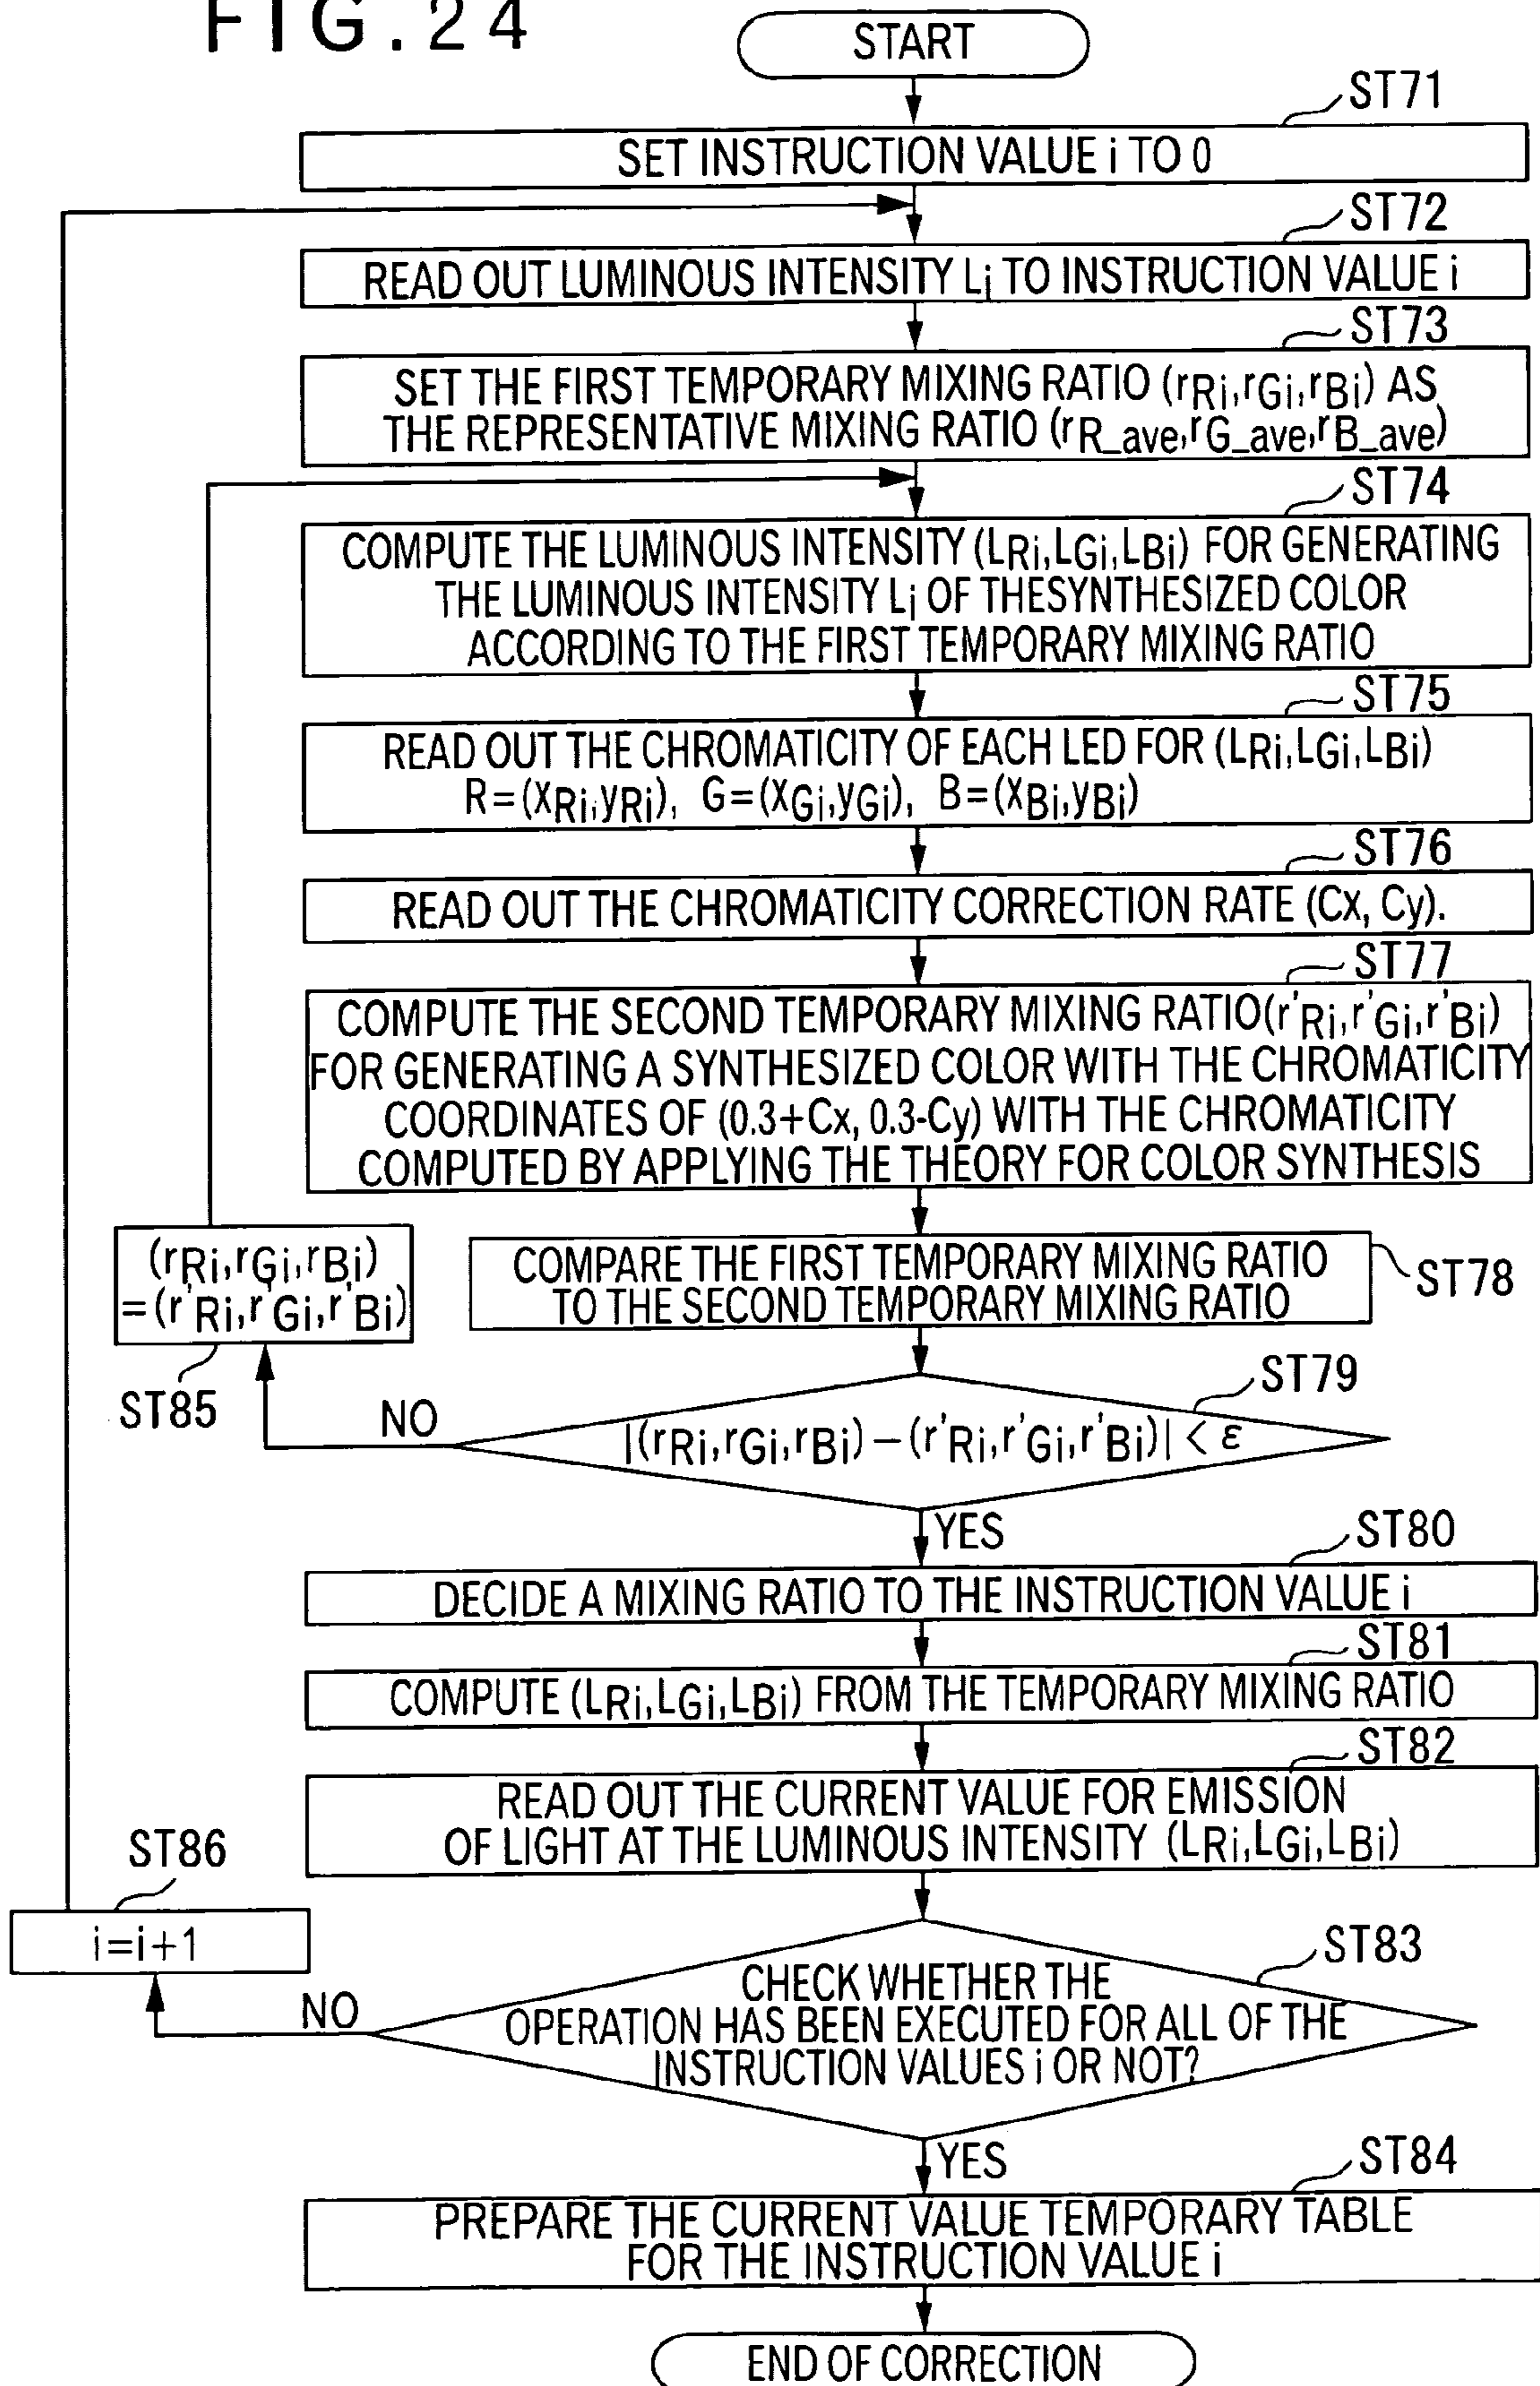 FIG.24
START
ST71
SET INSTRUCTION VALUE i TO 0
ST72
READ OUT LUMINOUS INTENSITY Li TO INSTRUCTION VALUE i
ST73
SET THE FIRST TEMPORARY MIXING RATIO (rRi,rGi,rBi) AS
THE REPRESENTATIVE MIXING RATIO (rR_ave,rG_ave,rB_ave)
ST74
COMPUTE THE LUMINOUS INTENSITY (LRi,LGi,LBi) FOR GENERATING
THE LUMINOUS INTENSITY Li OF THESYNTHESIZED COLOR
ACCORDING TO THE FIRST TEMPORARY MIXING RATIO
ST75
READ OUT THE CHROMATICITY OF EACH LED FOR (LRi,LGi,LBi)
R=(xRi,yRi), G=(xGi,yGi), B=(xBi,yBi)
ST76
READ OUT THE CHROMATICITY CORRECTION RATE (Cx, Cy).
ST77
COMPUTE THE SECOND TEMPORARY MIXING RATIO(r'Ri,r'Gi,r'Bi)
FOR GENERATING A SYNTHESIZED COLOR WITH THE CHROMATICITY
COORDINATES OF (0.3+Cx, 0.3-Cy) WITH THE CHROMATICITY
COMPUTED BY APPLYING THE THEORY FOR COLOR SYNTHESIS
(rRi,rGi,rBi)
=(r'Ri,r'Gi,r'Bi)
ST85
COMPARE THE FIRST TEMPORARY MIXING RATIO
TO THE SECOND TEMPORARY MIXING RATIO
ST78
ST79
NO
|(rRi,rGi,rBi)-(r'Ri,r'Gi,r'Bi)| < ε
YES
ST80
DECIDE A MIXING RATIO TO THE INSTRUCTION VALUE i
ST81
COMPUTE (LRi,LGi,LBi) FROM THE TEMPORARY MIXING RATIO
ST82
READ OUT THE CURRENT VALUE FOR EMISSION
OF LIGHT AT THE LUMINOUS INTENSITY (LRi,LGi,LBi)
ST86
i=i+1
NO
ST83
CHECK WHETHER THE
OPERATION HAS BEEN EXECUTED FOR ALL OF THE
INSTRUCTION VALUES i OR NOT?
YES
ST84
PREPARE THE CURRENT VALUE TEMPORARY TABLE
FOR THE INSTRUCTION VALUE i
END OF CORRECTION